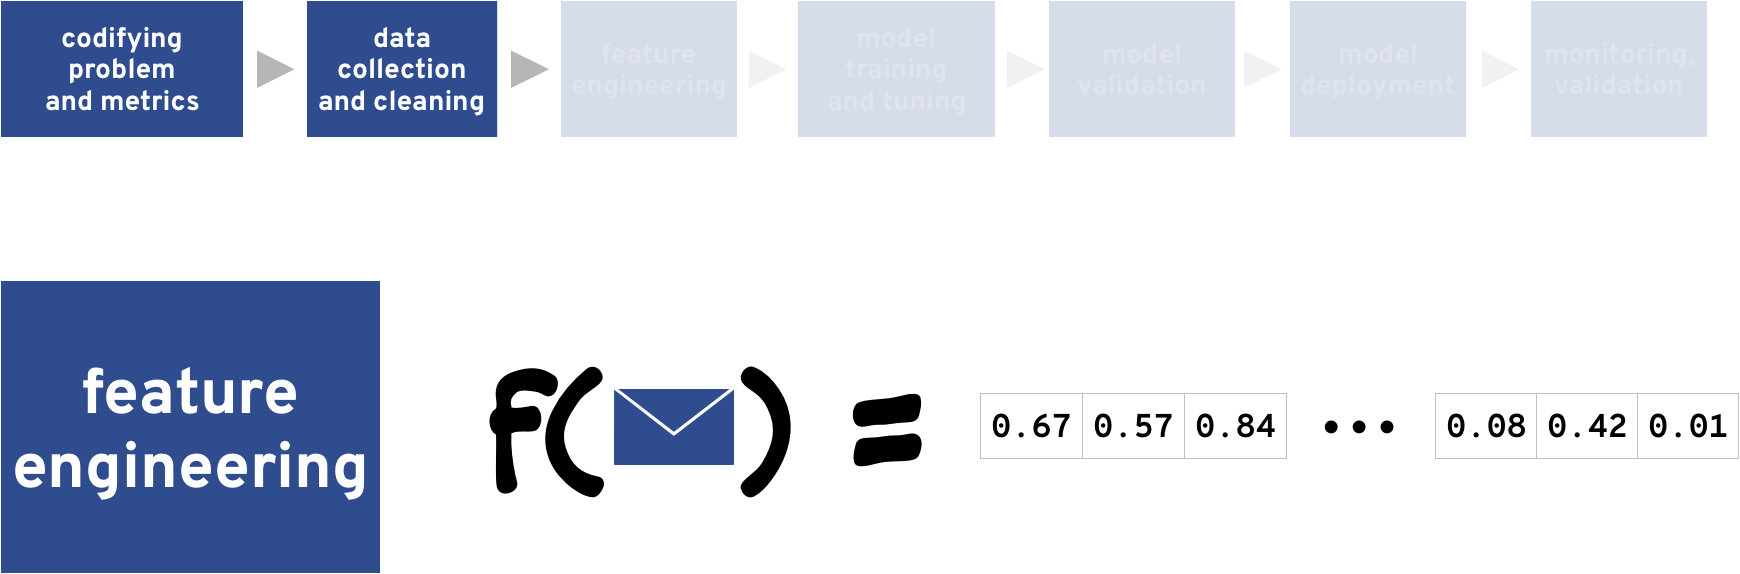 codifying
problem
and metrics
data
collection
and cleaning
feature
engineering
model
training
and tuning
model
validation
model
deployment
monitoring,
validation
feature
engineering
f( ) = 0.67 0.57 0.84 ••• 0.08 0.42 0.01